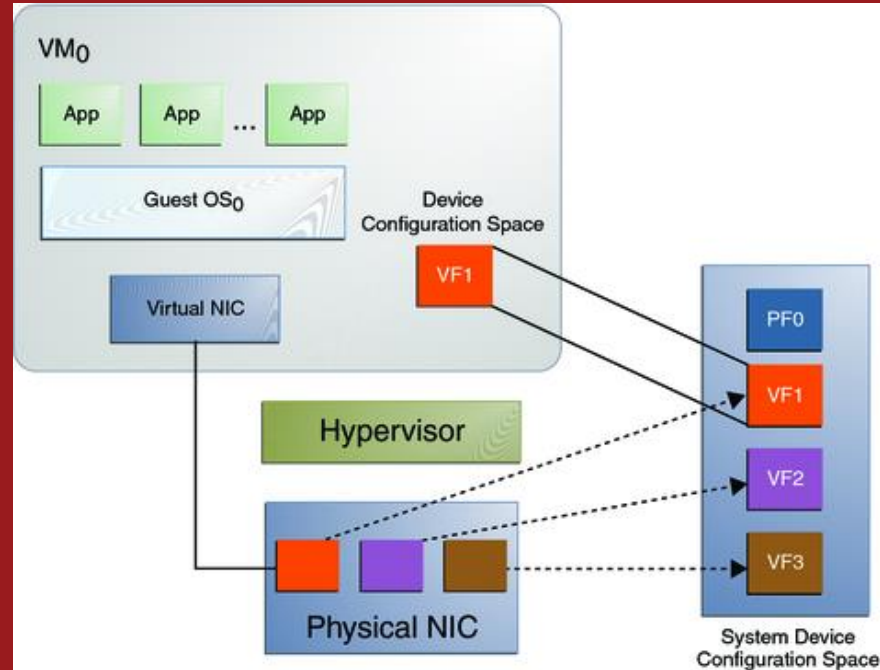 VM0
App
App
...
App
Guest OS0
Device
Configuration Space
VF1
Virtual NIC
PF0
VF1
Hypervisor
VF2
VF3
Physical NIC
System Device
Configuration Space